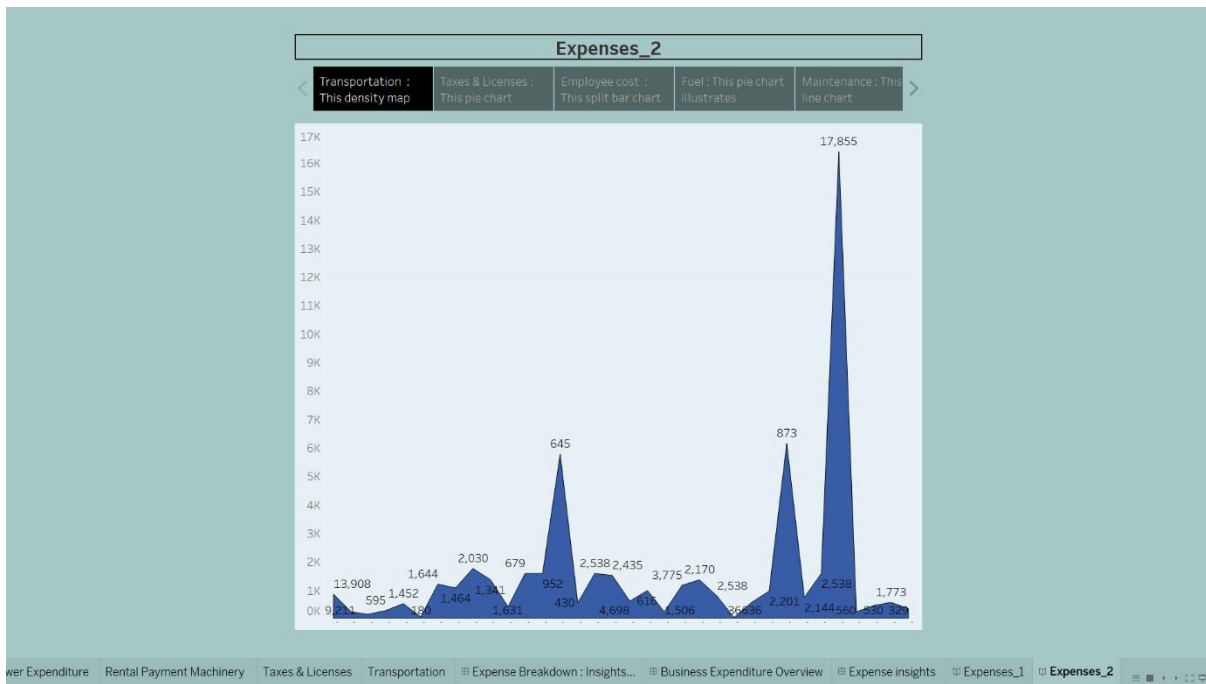 Expenses_2
Transportation :
This density map
Taxes & Licenses :
This pie chart
Employee cost :
This split bar chart
Fuel : This pie chart
illustrates
Maintenance : This
line chart
17K
16K
15K
14K
13K
12K
11K
10K
9K
8K
7K
6K
5K
4K
3K
2K
1K
0K
17,855
873
645
2,030
679
2,538
2,435
3,775
2,170
2,538
1,644
13,908
595
1,452
1,464
1,341
952
616
2,201
2,538
1,773
9,211
180
1,631
430
4,698
1,506
636
2,144
560
530
329
wer Expenditure
Rental Payment Machinery
Taxes & Licenses
Transportation
Expense Breakdown : Insights...
Business Expenditure Overview
Expense insights
Expenses_1
Expenses_2